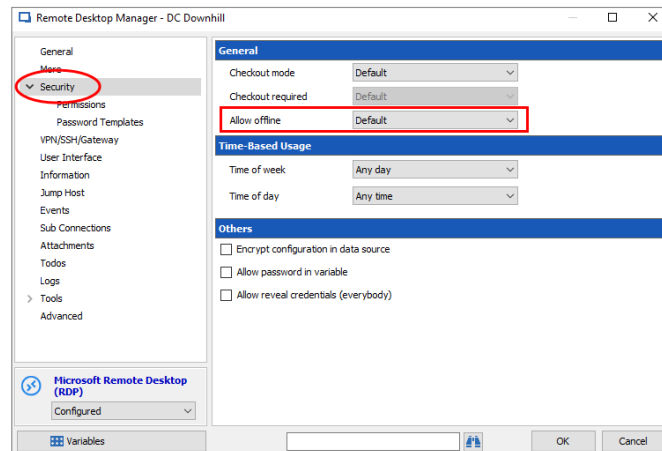 Remote Desktop Manager - DC Downhill
General
More
Security
Permissions
Password Templates
VPN/SSH/Gateway
User Interface
Information
Jump Host
Events
Sub Connections
Attachments
Todos
Logs
Tools
Advanced
Microsoft Remote Desktop
(RDP)
Configured
Variables
General
Checkout mode Default
Checkout required Default
Allow offline Default
Time-Based Usage
Time of week Any day
Time of day Any time
Others
Encrypt configuration in data source
Allow password in variable
Allow reveal credentials (everybody)
OK Cancel